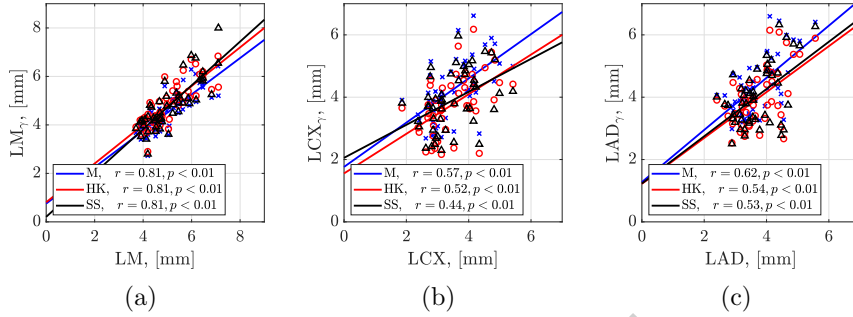 LMγ, [mm]
8
6
4
2
0
M, r = 0.81, p < 0.01
HK, r = 0.81, p < 0.01
SS, r = 0.81, p < 0.01
0 2 4 6 8
LM, [mm]
(a)
LCXγ, [mm]
6
4
2
0
M, r = 0.57, p < 0.01
HK, r = 0.52, p < 0.01
SS, r = 0.44, p < 0.01
0 2 4 6
LCX, [mm]
(b)
LADγ, [mm]
6
4
2
0
M, r = 0.62, p < 0.01
HK, r = 0.54, p < 0.01
SS, r = 0.53, p < 0.01
0 2 4 6
LAD, [mm]
(c)